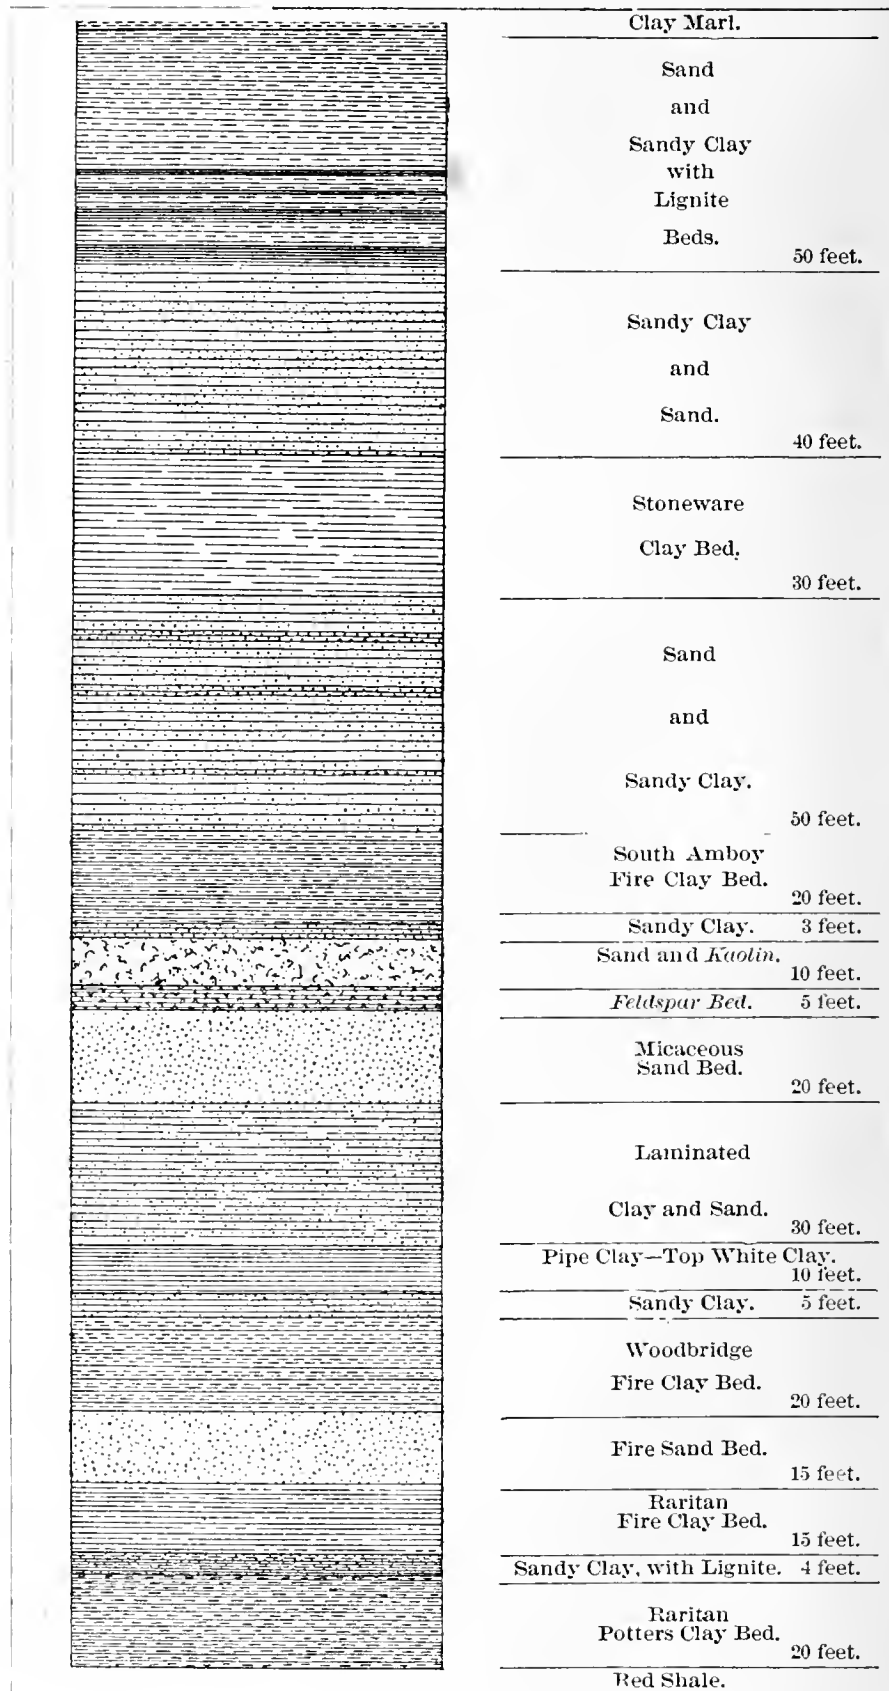 Clay Marl.
Sand
and
Sandy Clay
with
Lignite
Beds.
50 feet.
Sandy Clay
and
Sand.
40 feet.
Stoneware
Clay Bed.
30 feet.
Sand
and
Sandy Clay.
50 feet.
South Amboy
Fire Clay Bed.
20 feet.
Sandy Clay. 3 feet.
Sand and Kaolin.
10 feet.
Feldspar Bed. 5 feet.
Micaceous
Sand Bed.
20 feet.
Laminated
Clay and Sand.
30 feet.
Pipe Clay—Top White Clay.
10 feet.
Sandy Clay. 5 feet.
Woodbridge
Fire Clay Bed.
20 feet.
Fire Sand Bed.
15 feet.
Raritan
Fire Clay Bed.
15 feet.
Sandy Clay, with Lignite. 4 feet.
Raritan
Potters Clay Bed.
20 feet.
Red Shale.